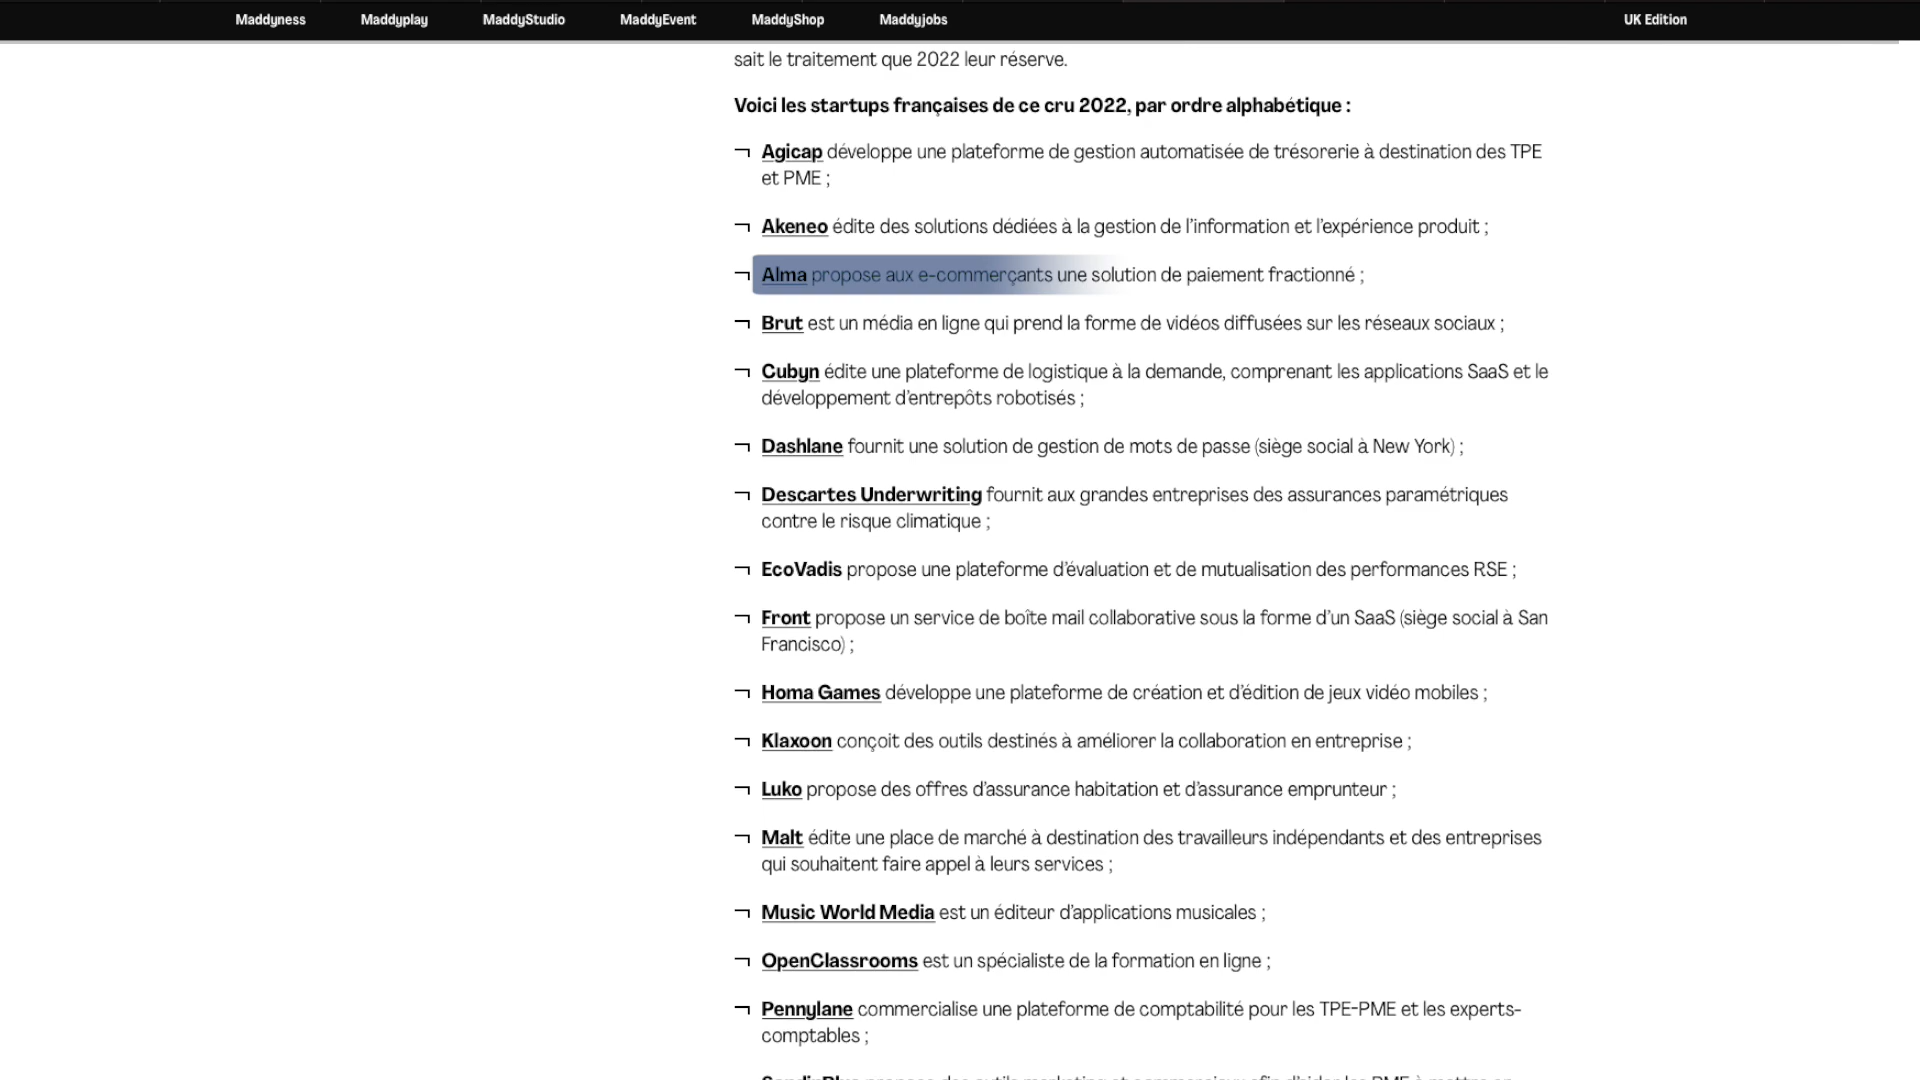 Maddyness Maddyplay MaddyStudio MaddyEvent MaddyShop Maddyjobs UK Edition
sait le traitement que 2022 leur réserve.
Voici les startups françaises de ce cru 2022, par ordre alphabétique :
Agicap développe une plateforme de gestion automatisée de trésorerie à destination des TPE
et PME ;
Akeneo édite des solutions dédiées à la gestion de l'information et l'expérience produit ;
Alma propose aux e-commerçants une solution de paiement fractionné ;
Brut est un média en ligne qui prend la forme de vidéos diffusées sur les réseaux sociaux ;
Cubyn édite une plateforme de logistique à la demande, comprenant les applications SaaS et le
développement d'entrepôts robotisés ;
Dashlane fournit une solution de gestion de mots de passe (siège social à New York) ;
Descartes Underwriting fournit aux grandes entreprises des assurances paramétriques
contre le risque climatique ;
EcoVadis propose une plateforme d'évaluation et de mutualisation des performances RSE ;
Front propose un service de boîte mail collaborative sous la forme d'un SaaS (siège social à San
Francisco) ;
Homa Games développe une plateforme de création et d'édition de jeux vidéo mobiles ;
Klaxoon conçoit des outils destinés à améliorer la collaboration en entreprise ;
Luko propose des offres d'assurance habitation et d'assurance emprunteur ;
Malt édite une place de marché à destination des travailleurs indépendants et des entreprises
qui souhaitent faire appel à leurs services ;
Music World Media est un éditeur d'applications musicales ;
OpenClassrooms est un spécialiste de la formation en ligne ;
Pennylane commercialise une plateforme de comptabilité pour les TPE-PME et les experts-
comptables ;